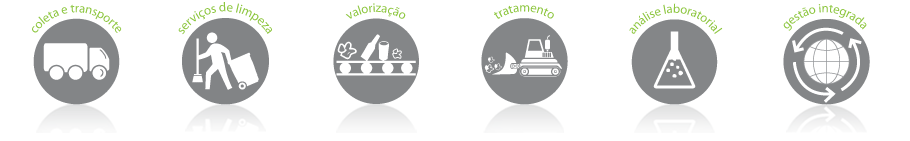 coleta e transporte
serviços de limpeza
valorização
tratamento
análise laboratorial
gestão integrada